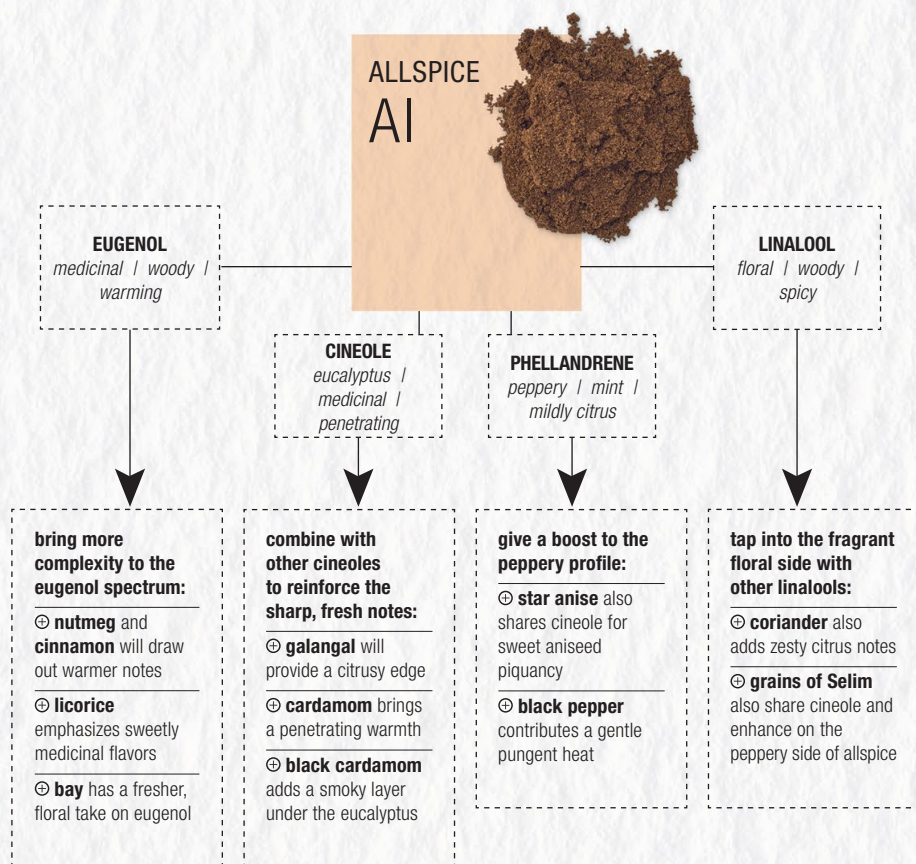 ALLSPICE
Al
EUGENOL
medicinal | woody |
warming
LINALOOL
floral | woody |
spicy
CINEOLE
eucalyptus |
medicinal |
penetrating
PHELLANDRENE
peppery | mint |
mildly citrus
bring more
complexity to the
eugenol spectrum:
⊕ nutmeg and
cinnamon will draw
out warmer notes
⊕ licorice
emphasizes sweetly
medicinal flavors
⊕ bay has a fresher,
floral take on eugenol
combine with
other cineoles
to reinforce the
sharp, fresh notes:
⊕ galangal will
provide a citrusy edge
⊕ cardamom brings
a penetrating warmth
⊕ black cardamom
adds a smoky layer
under the eucalyptus
give a boost to the
peppery profile:
⊕ star anise also
shares cineole for
sweet aniseed
piquancy
⊕ black pepper
contributes a gentle
pungent heat
tap into the fragrant
floral side with
other linalools:
⊕ coriander also
adds zesty citrus notes
⊕ grains of Selim
also share cineole and
enhance on the
peppery side of allspice